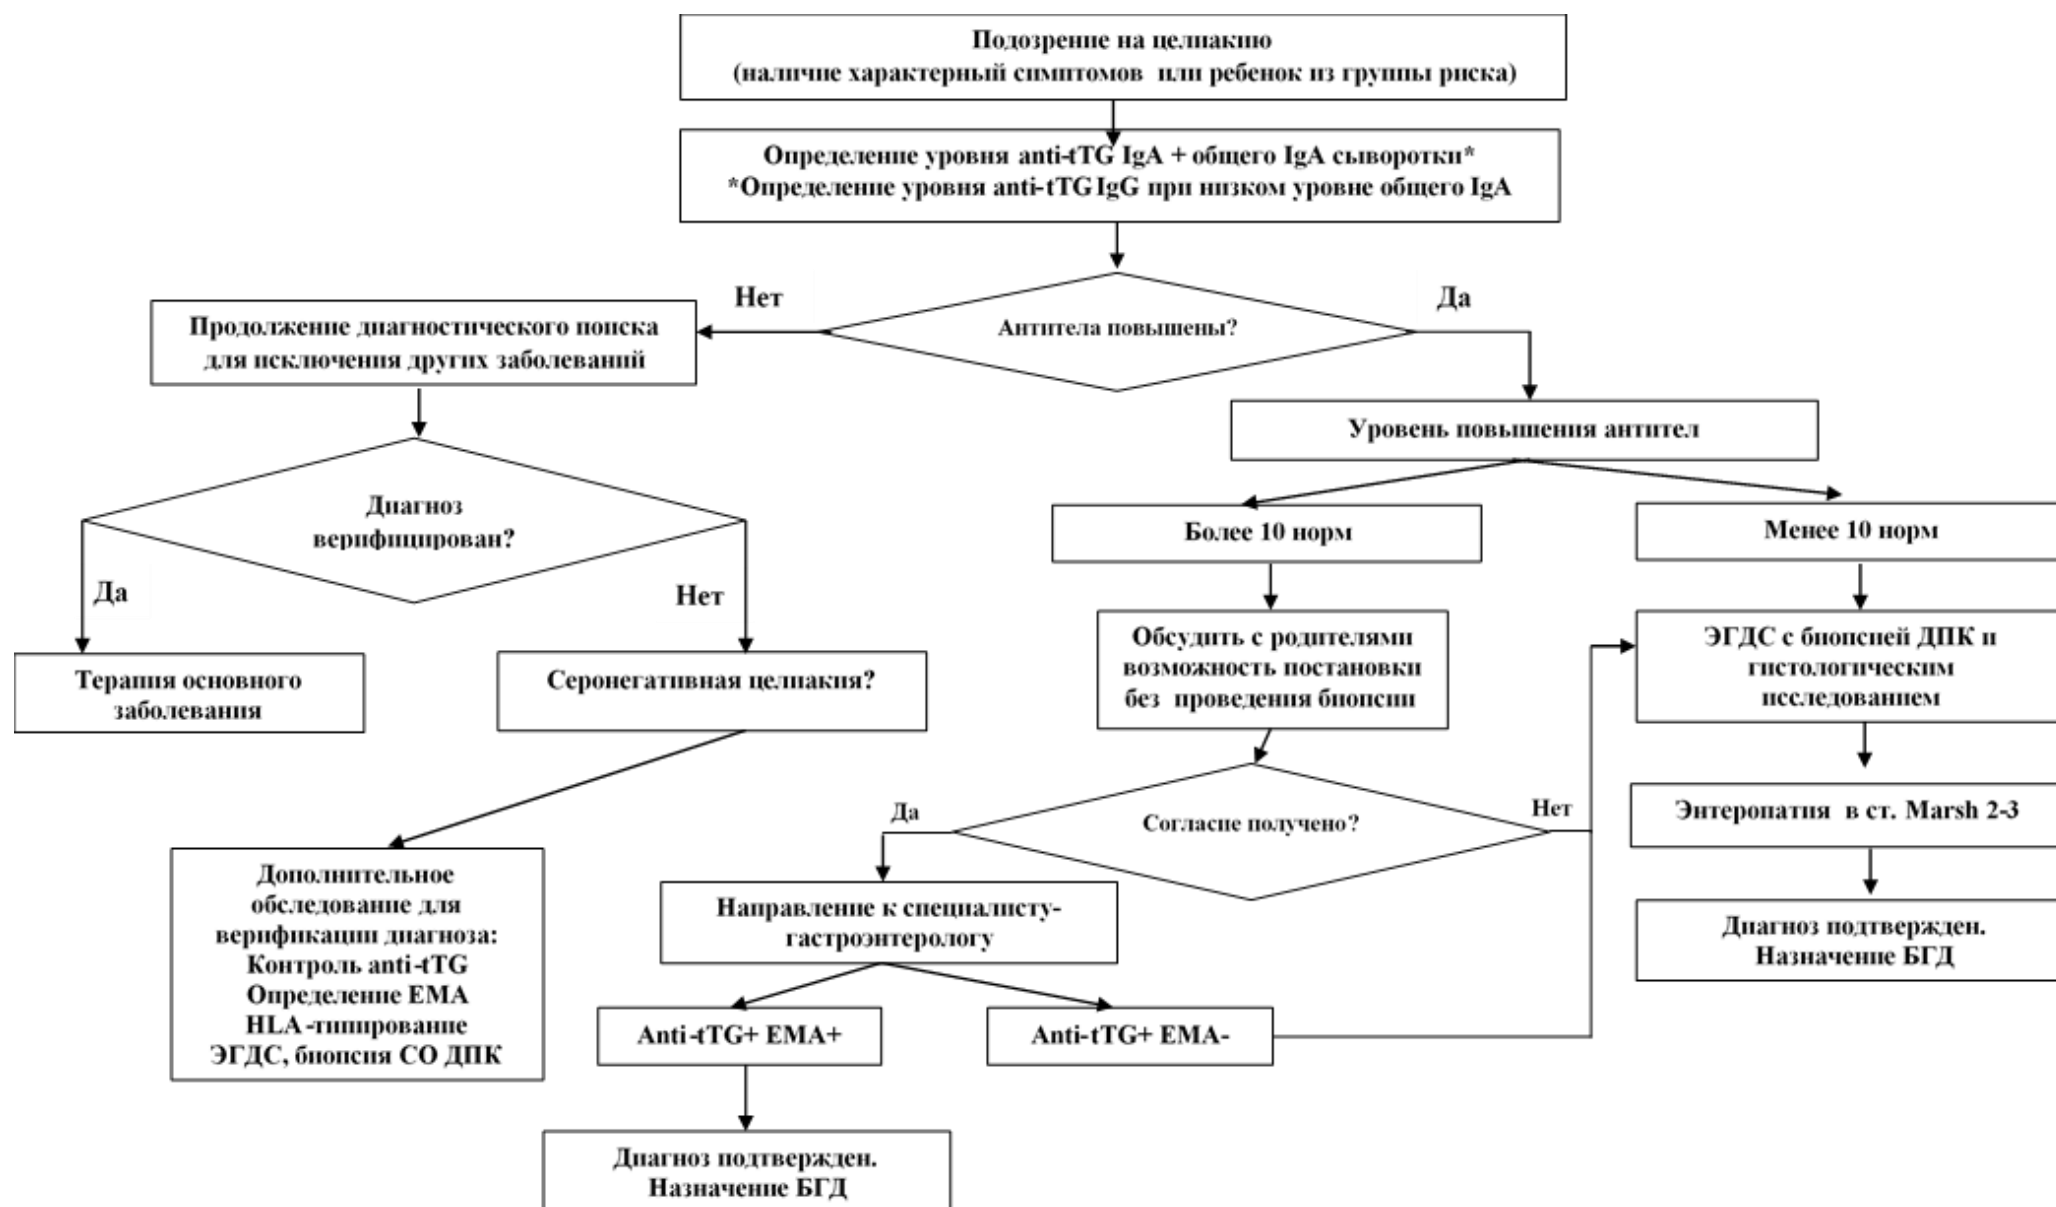 Подозрение на целиакию
(наличие характерный симптомов или ребенок из группы риска)
Определение уровня anti-tTG IgA + общего IgA сыворотки*
*Определение уровня anti-tTG IgG при низком уровне общего IgA
Нет
Да
Антитела повышены?
Продолжение диагностического поиска
для исключения других заболеваний
Уровень повышения антител
Диагноз
верифицирован?
Более 10 норм
Менее 10 норм
Да
Нет
Обсудить с родителями
возможность постановки
без проведения биопсии
ЭГДС с биопсией ДПК и
гистологическим
исследованием
Терапия основного
заболевания
Серонегативная целиакия?
Да
Согласие получено?
Нет
Энтеропатия в ст. Marsh 2-3
Дополнительное
обследование для
верификации диагноза:
Контроль anti-tTG
Определение EMA
HLA-типирование
ЭГДС, биопсия СО ДПК
Направление к специалисту-
гастроэнтерологу
Диагноз подтвержден.
Назначение БГД
Anti-tTG+ EMA+
Anti-tTG+ EMA-
Диагноз подтвержден.
Назначение БГД